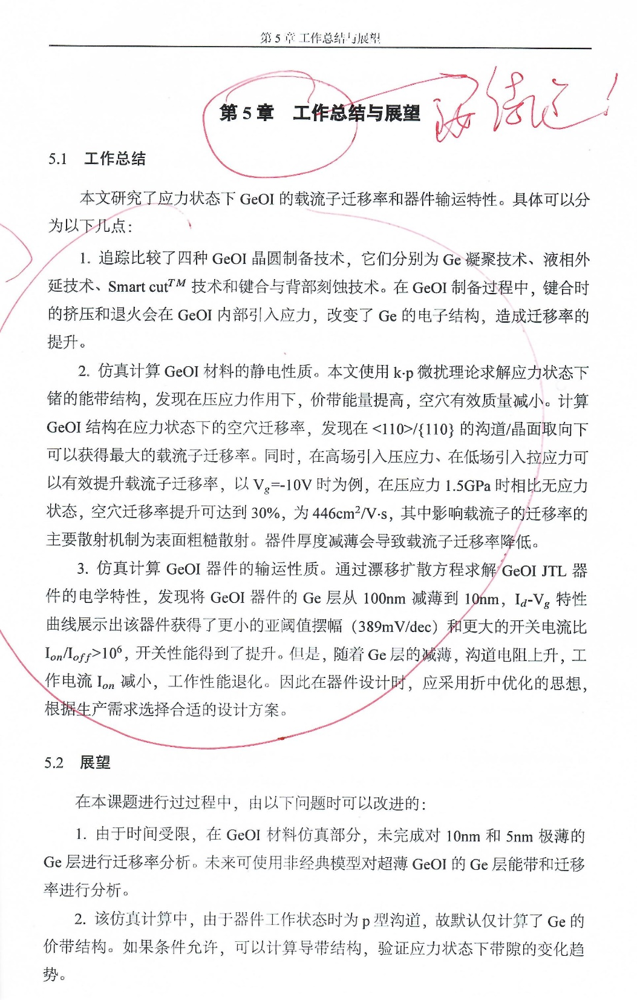 第 5 章 工作总结与展望
第 5 章 工作总结与展望
5.1 工作总结
本文研究了应力状态下 GeOI 的载流子迁移率和器件输运特性。具体可以分
为以下几点：
1. 追踪比较了四种 GeOI 晶圆制备技术，它们分别为 Ge 凝聚技术、液相外
延技术、Smart cutTM 技术和键合与背部刻蚀技术。在 GeOI 制备过程中，键合时
的挤压和退火会在 GeOI 内部引入应力，改变了 Ge 的电子结构，造成迁移率的
提升。
2. 仿真计算 GeOI 材料的静电性质。本文使用 k·p 微扰理论求解应力状态下
锗的能带结构，发现在压应力作用下，价带能量提高，空穴有效质量减小。计算
GeOI 结构在应力状态下的空穴迁移率，发现在 <110>/{110} 的沟道/晶面取向下
可以获得最大的载流子迁移率。同时，在高场引入压应力、在低场引入拉应力可
以有效提升载流子迁移率，以 Vg=-10V 时为例，在压应力 1.5GPa 时相比无应力
状态，空穴迁移率提升可达到 30%，为 446cm²/V·s，其中影响载流子的迁移率的
主要散射机制为表面粗糙散射。器件厚度减薄会导致载流子迁移率降低。
3. 仿真计算 GeOI 器件的输运性质。通过漂移扩散方程求解 GeOI JTL 器
件的电学特性，发现将 GeOI 器件的 Ge 层从 100nm 减薄到 10nm，Id-Vg 特性
曲线展示出该器件获得了更小的亚阈值摆幅（389mV/dec）和更大的开关电流比
Ion/Ioff>10⁶，开关性能得到了提升。但是，随着 Ge 层的减薄，沟道电阻上升，工
作电流 Ion 减小，工作性能退化。因此在器件设计时，应采用折中优化的思想，
根据生产需求选择合适的设计方案。
5.2 展望
在本课题进行过过程中，由以下问题时可以改进的：
1. 由于时间受限，在 GeOI 材料仿真部分，未完成对 10nm 和 5nm 极薄的
Ge 层进行迁移率分析。未来可使用非经典模型对超薄 GeOI 的 Ge 层能带和迁移
率进行分析。
2. 该仿真计算中，由于器件工作状态时为 p 型沟道，故默认仅计算了 Ge 的
价带结构。如果条件允许，可以计算导带结构，验证应力状态下带隙的变化趋
势。